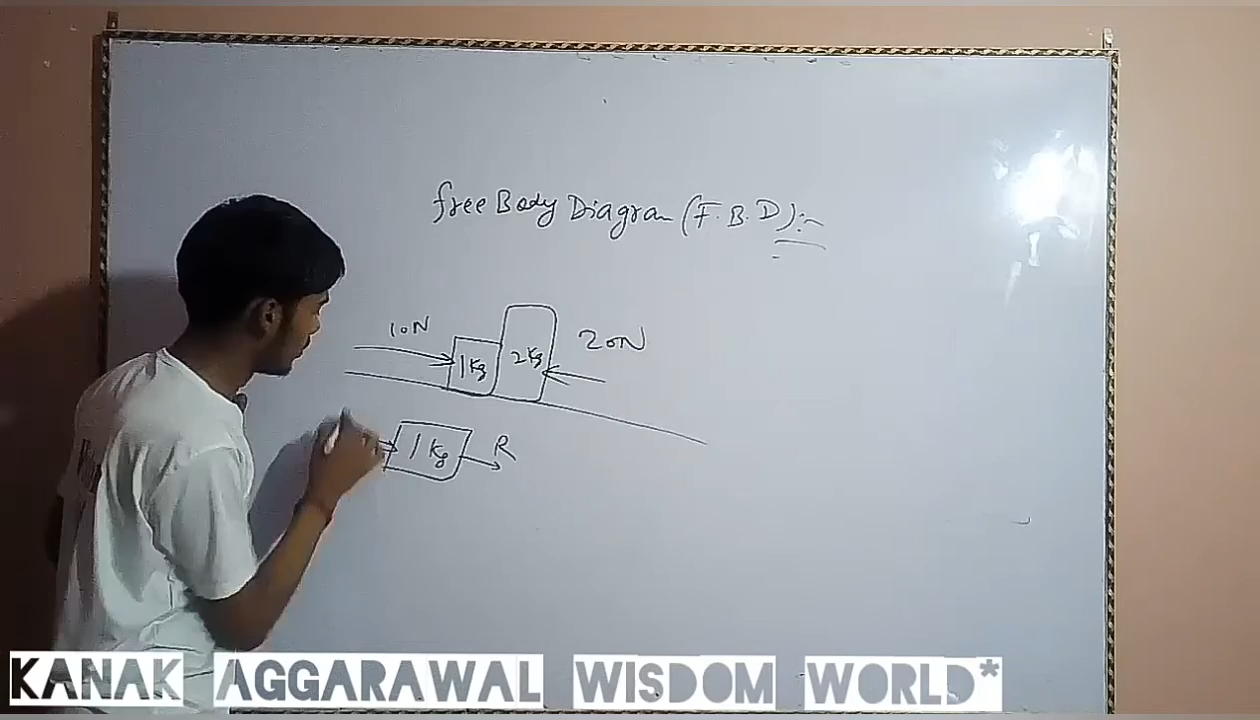 free Body Diagram (F.B.D):-
10N 1Kg 2Kg 20N
1Kg R
KANAK AGGARAWAL WISDOM WORLD*